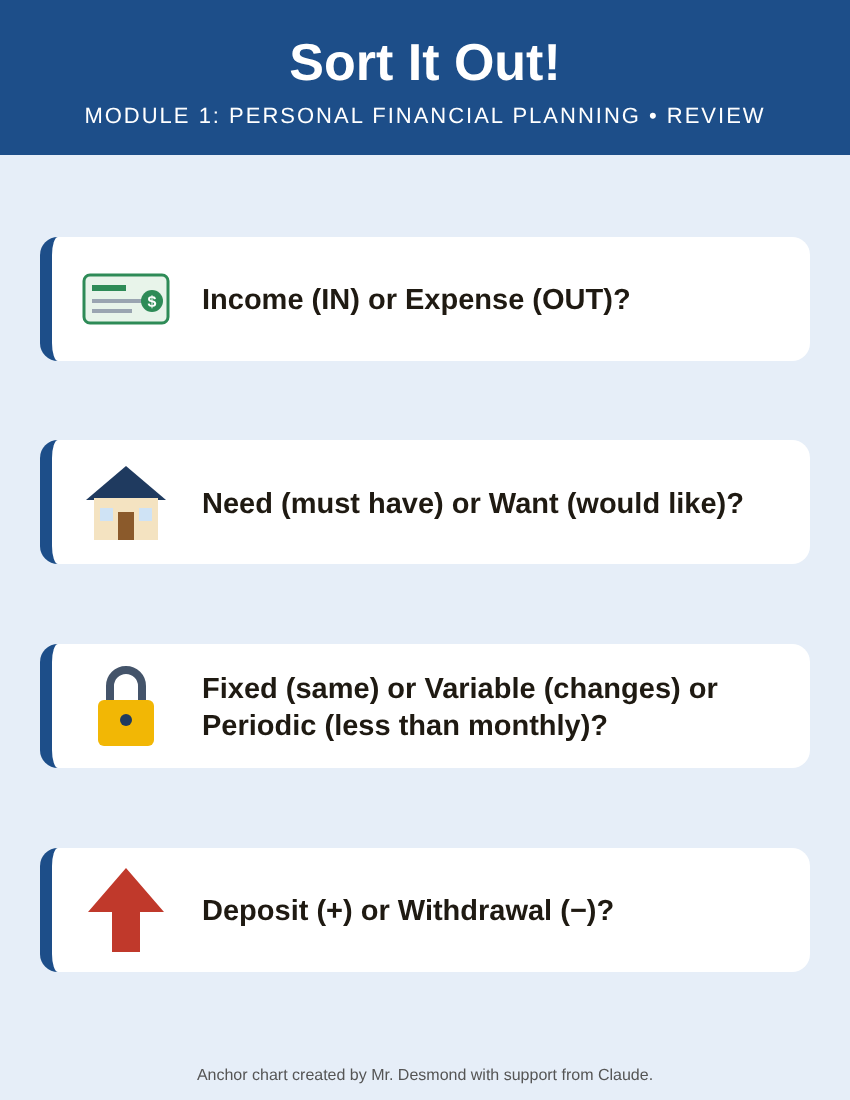 Sort It Out!
MODULE 1: PERSONAL FINANCIAL PLANNING • REVIEW
$
Income (IN) or Expense (OUT)?
Need (must have) or Want (would like)?
Fixed (same) or Variable (changes) or
Periodic (less than monthly)?
Deposit (+) or Withdrawal (−)?
Anchor chart created by Mr. Desmond with support from Claude.